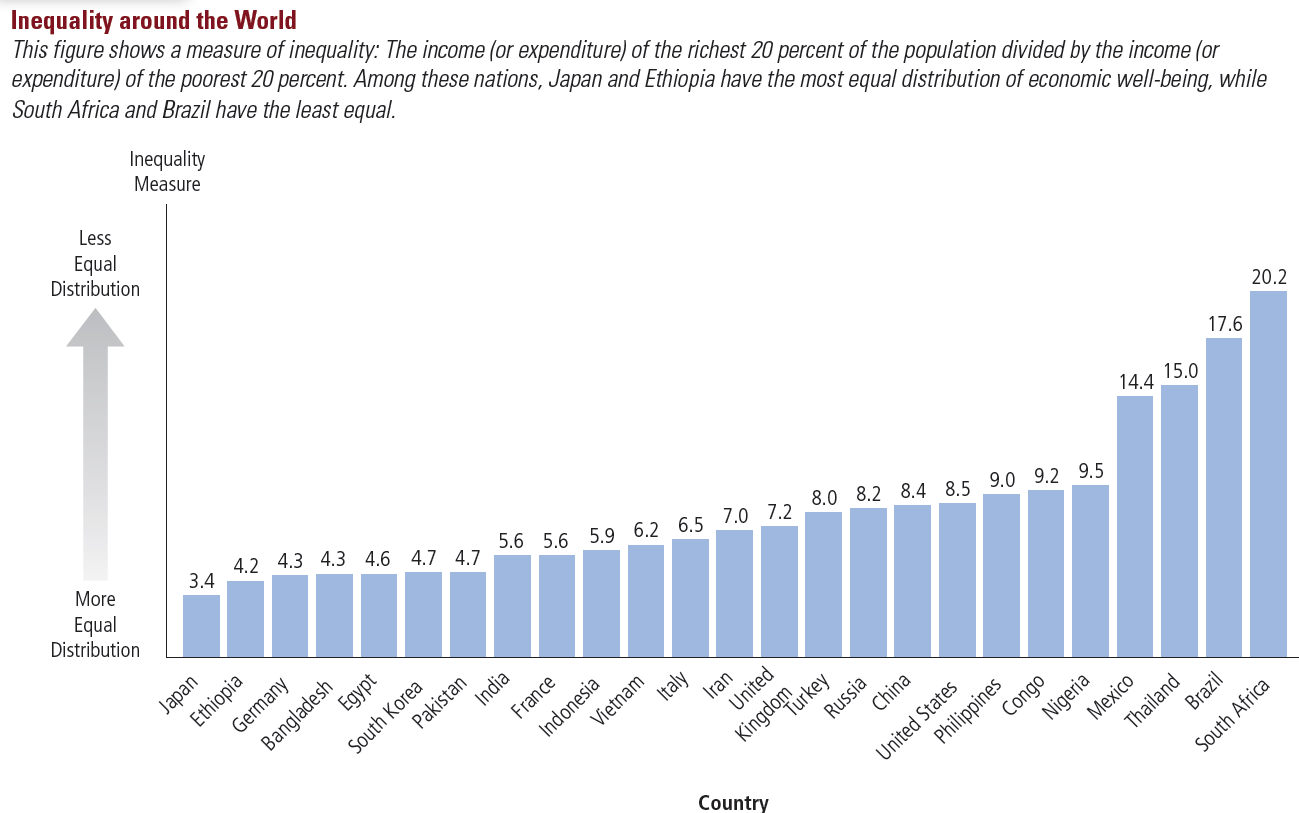 Inequality around the World
This figure shows a measure of inequality: The income (or expenditure) of the richest 20 percent of the population divided by the income (or
expenditure) of the poorest 20 percent. Among these nations, Japan and Ethiopia have the most equal distribution of economic well-being, while
South Africa and Brazil have the least equal.
Inequality
Measure
Less
Equal
Distribution
More
Equal
Distribution
3.4
4.2
4.3
4.3
4.6
4.7
4.7
5.6
5.6
5.9
6.2
6.5
7.0
7.2
8.0
8.2
8.4
8.5
9.0
9.2
9.5
14.4
15.0
17.6
20.2
Japan
Ethiopia
Germany
Bangladesh
Egypt
South Korea
Pakistan
India
France
Indonesia
Vietnam
Italy
Iran
United
Kingdom
Turkey
Russia
China
United States
Philippines
Congo
Nigeria
Mexico
Thailand
Brazil
South Africa
Country